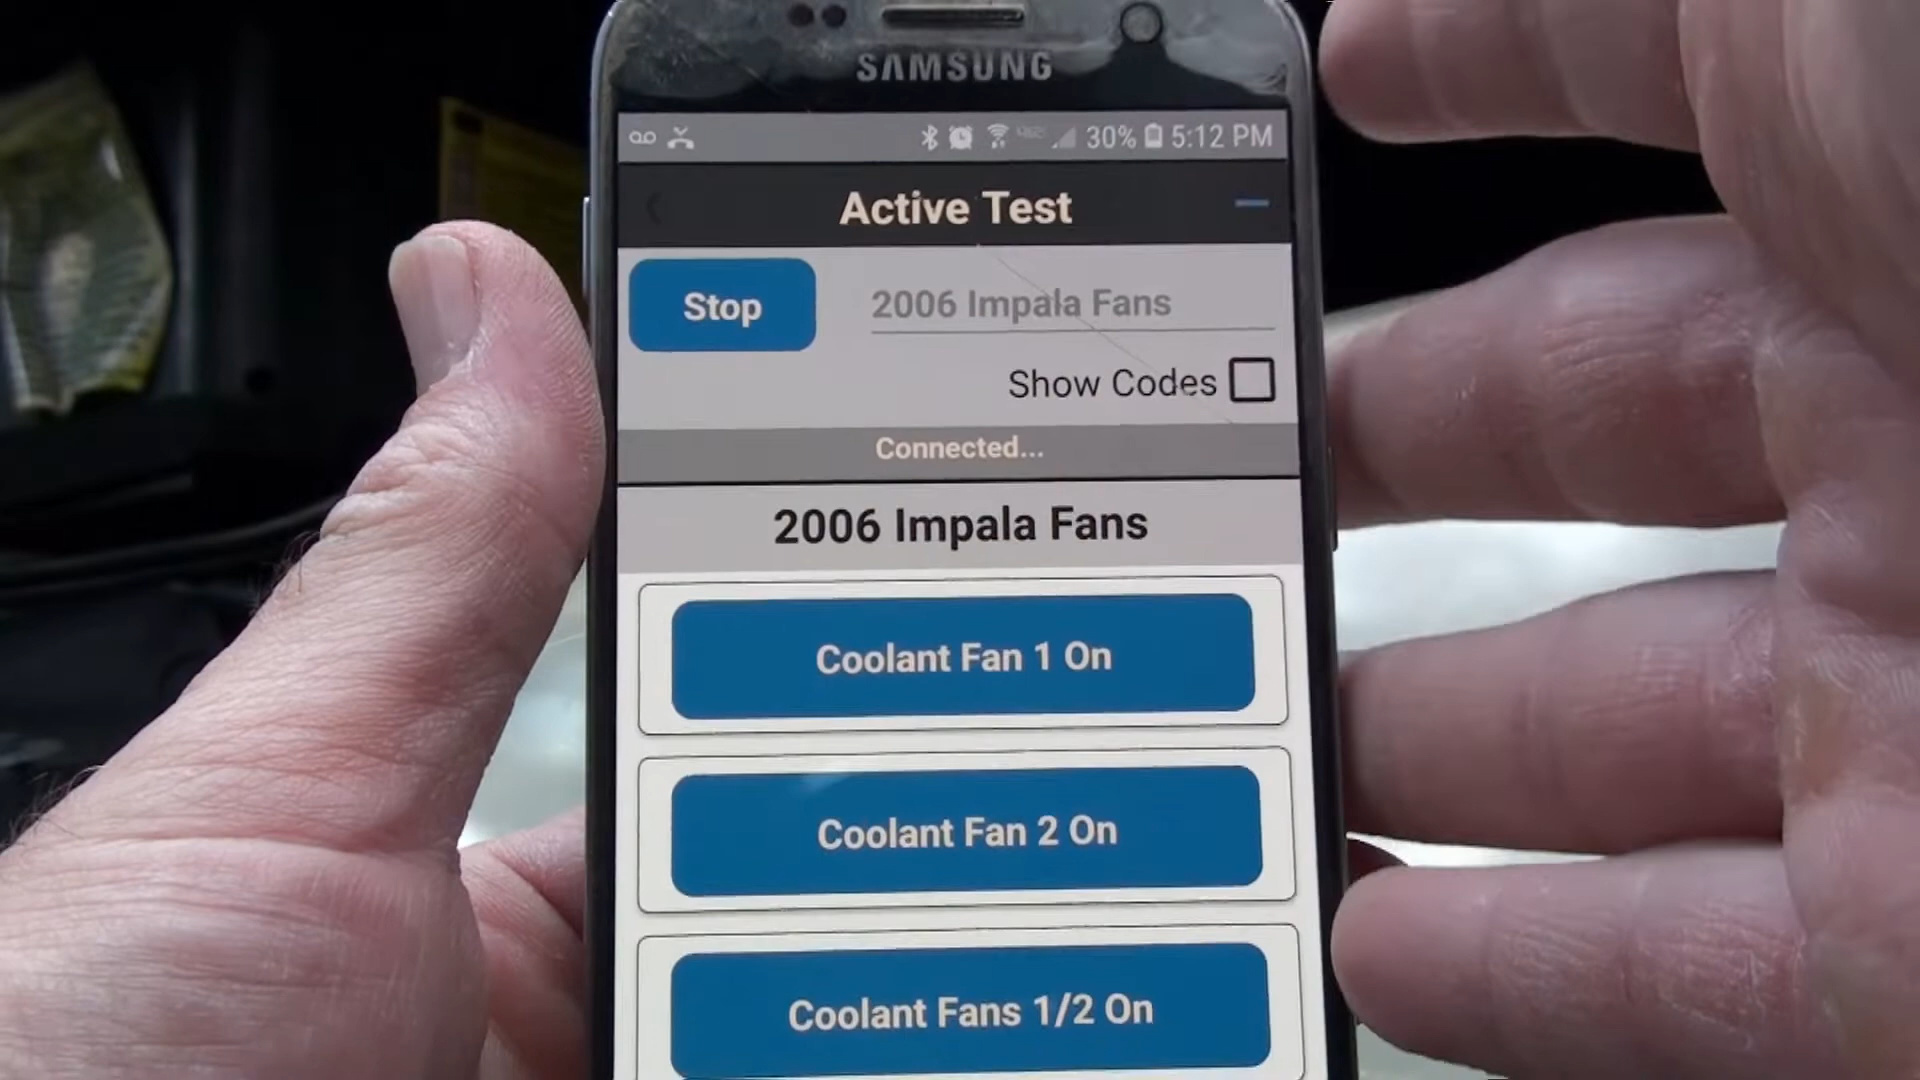 SAMSUNG
30% 5:12 PM
Active Test
Stop
2006 Impala Fans
Show Codes
Connected...
2006 Impala Fans
Coolant Fan 1 On
Coolant Fan 2 On
Coolant Fans 1/2 On